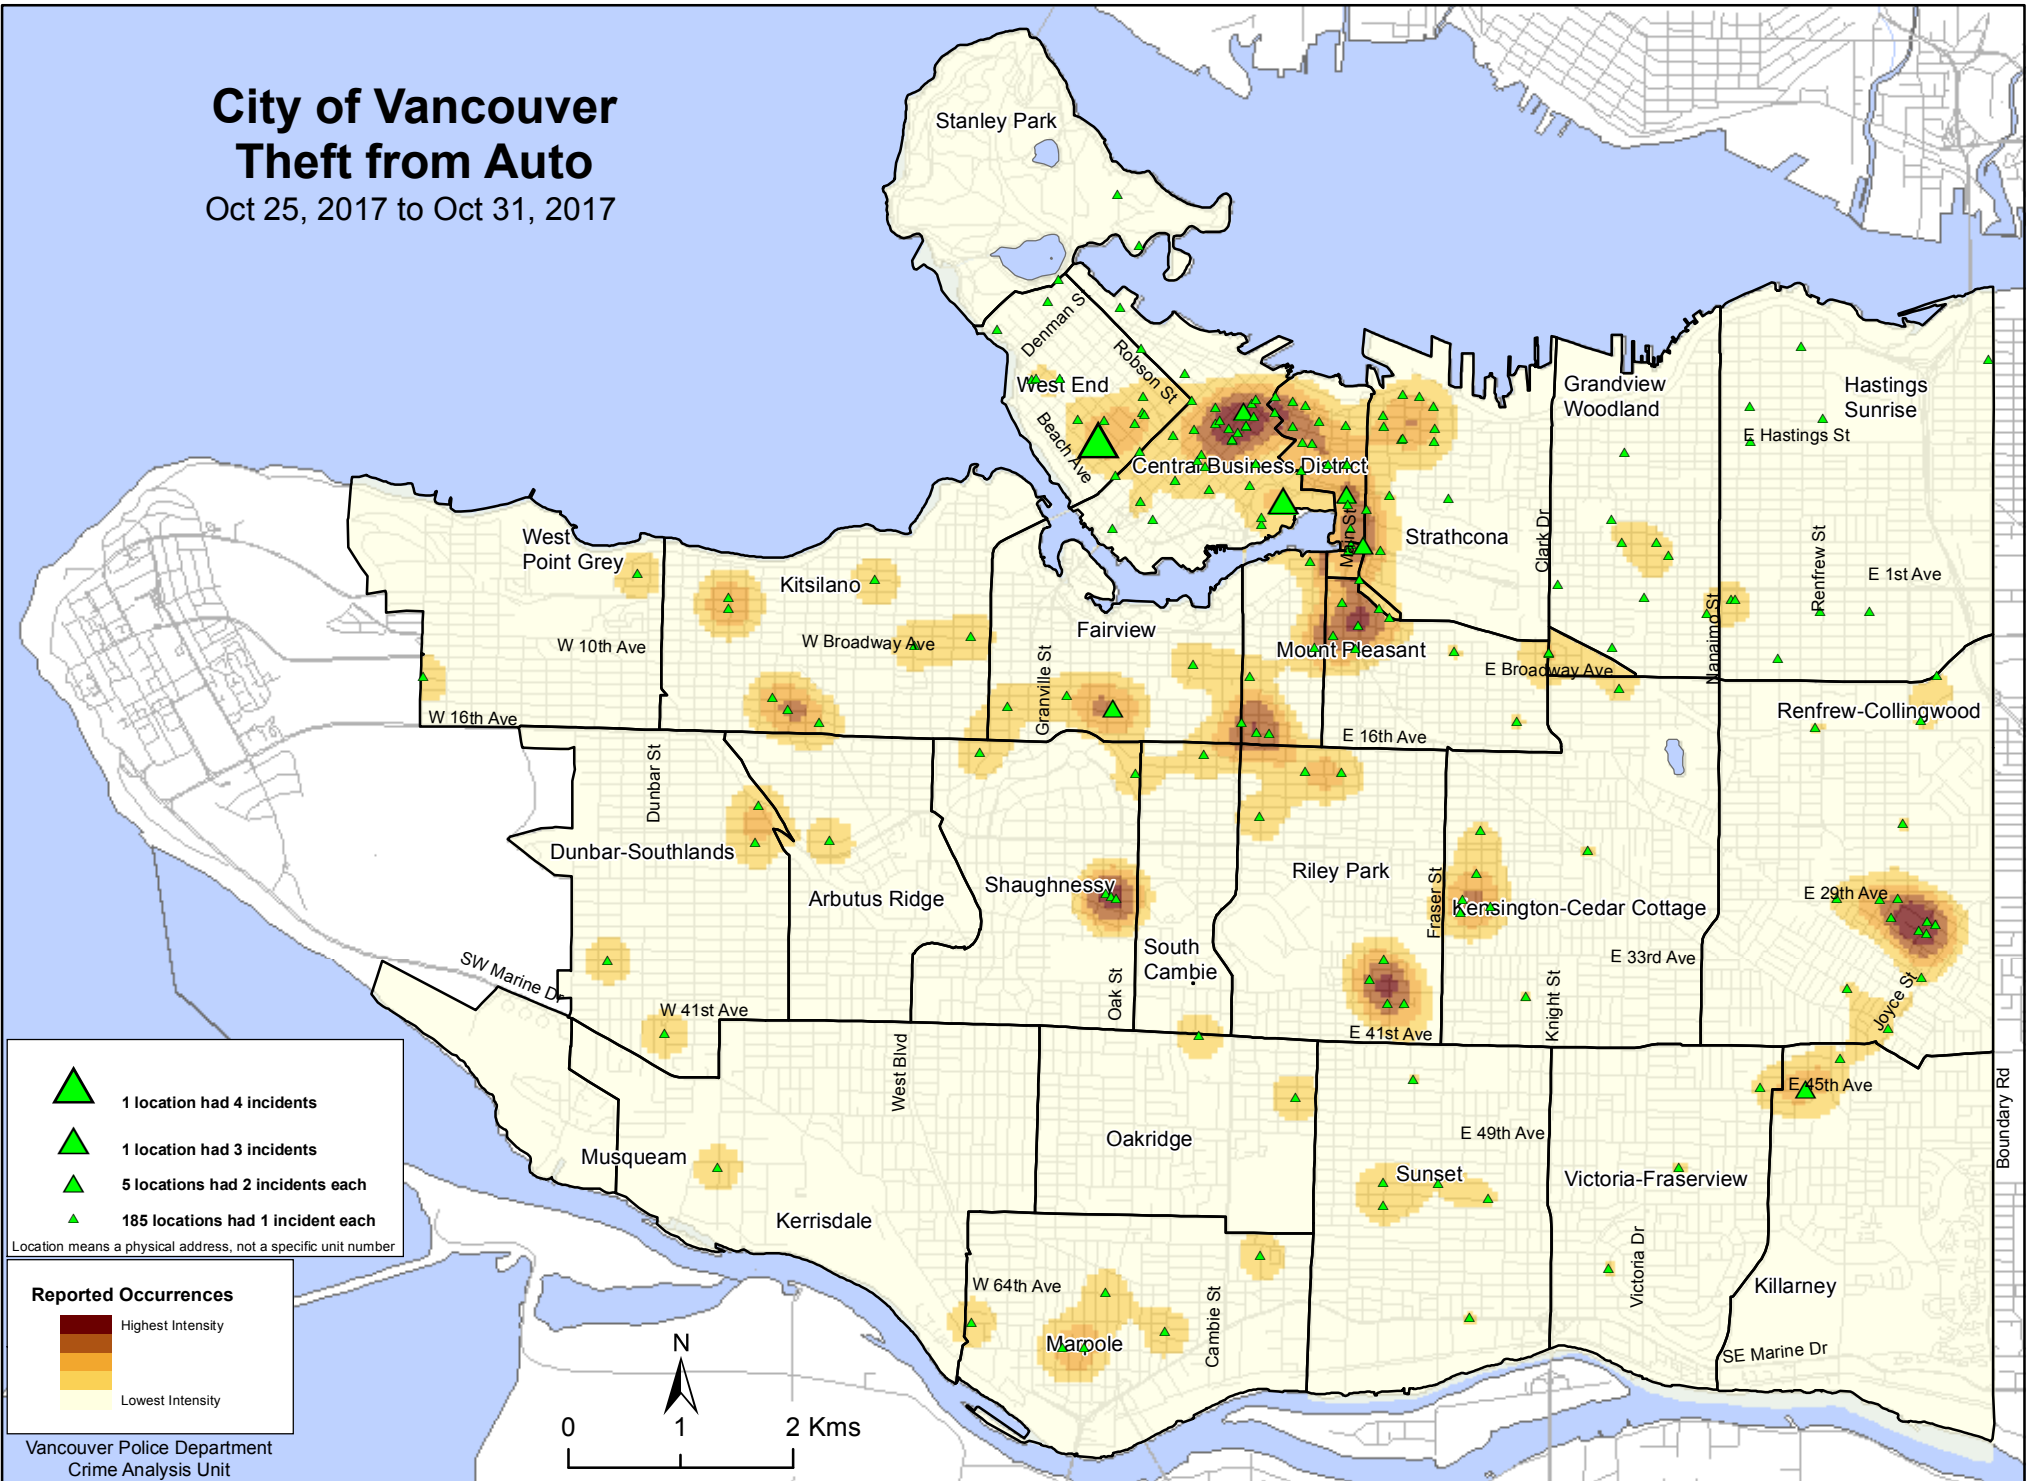 City of Vancouver
Theft from Auto
Oct 25, 2017 to Oct 31, 2017
Stanley Park
Denman S
Robson St
West End
Beach Ave
Central Business District
Grandview
Woodland
Hastings
Sunrise
E Hastings St
West
Point Grey
Kitsilano
Main St
Strathcona
Clark Dr
Renfrew St
E 1st Ave
Nanaimo St
W 10th Ave
W Broadway Ave
Fairview
Granville St
Mount Pleasant
E Broadway Ave
W 16th Ave
E 16th Ave
Renfrew-Collingwood
Dunbar St
Dunbar-Southlands
Arbutus Ridge
Shaughnessy
Riley Park
Fraser St
Kensington-Cedar Cottage
E 29th Ave
South
Cambie
Oak St
E 33rd Ave
Knight St
Joyce St
SW Marine Dr
W 41st Ave
E 41st Ave
West Blvd
E 45th Ave
Boundary Rd
Oakridge
E 49th Ave
Musqueam
Sunset
Victoria-Fraserview
Kerrisdale
Victoria Dr
Killarney
W 64th Ave
Marpole
Cambie St
SE Marine Dr
1 location had 4 incidents
1 location had 3 incidents
5 locations had 2 incidents each
185 locations had 1 incident each
Location means a physical address, not a specific unit number
Reported Occurrences
Highest Intensity
Lowest Intensity
Vancouver Police Department
Crime Analysis Unit
N
0 1 2 Kms